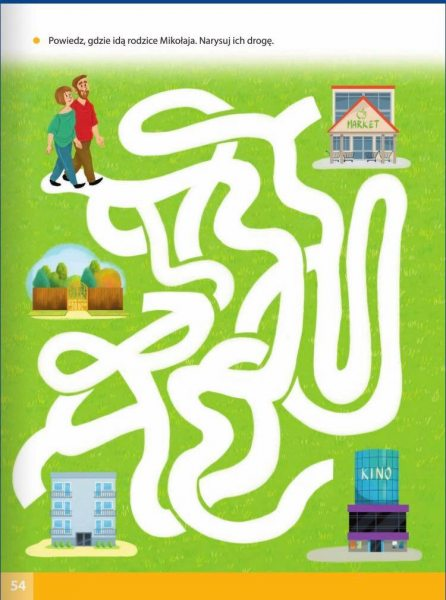 Powiedz, gdzie idą rodzice Mikołaja. Narysuj ich drogę.
MARKET
KINO
54